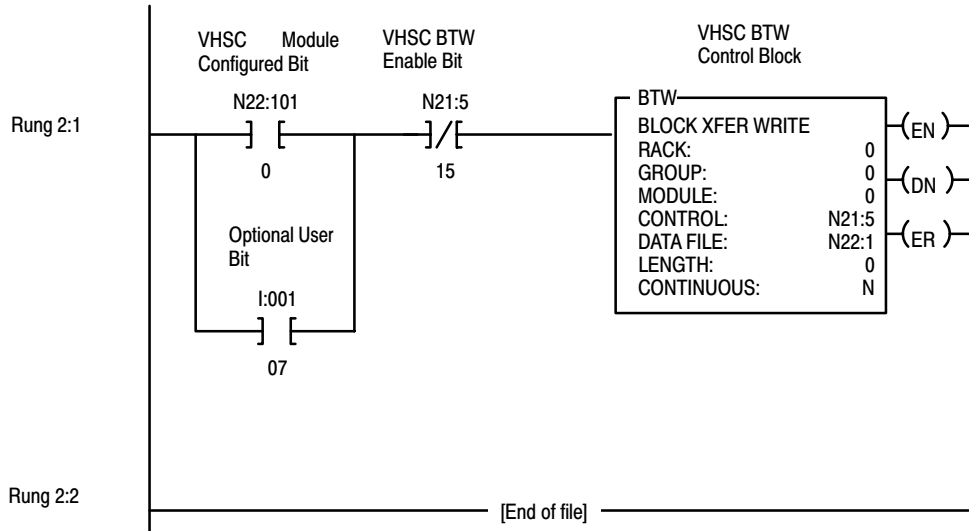 VHSC Module
Configured Bit
VHSC BTW
Enable Bit
VHSC BTW
Control Block
Rung 2:1
N22:101
0
N21:5
15
Optional User
Bit
I:001
07
BTW
BLOCK XFER WRITE
RACK: 0
GROUP: 0
MODULE: 0
CONTROL: N21:5
DATA FILE: N22:1
LENGTH: 0
CONTINUOUS: N
EN
DN
ER
Rung 2:2
[End of file]